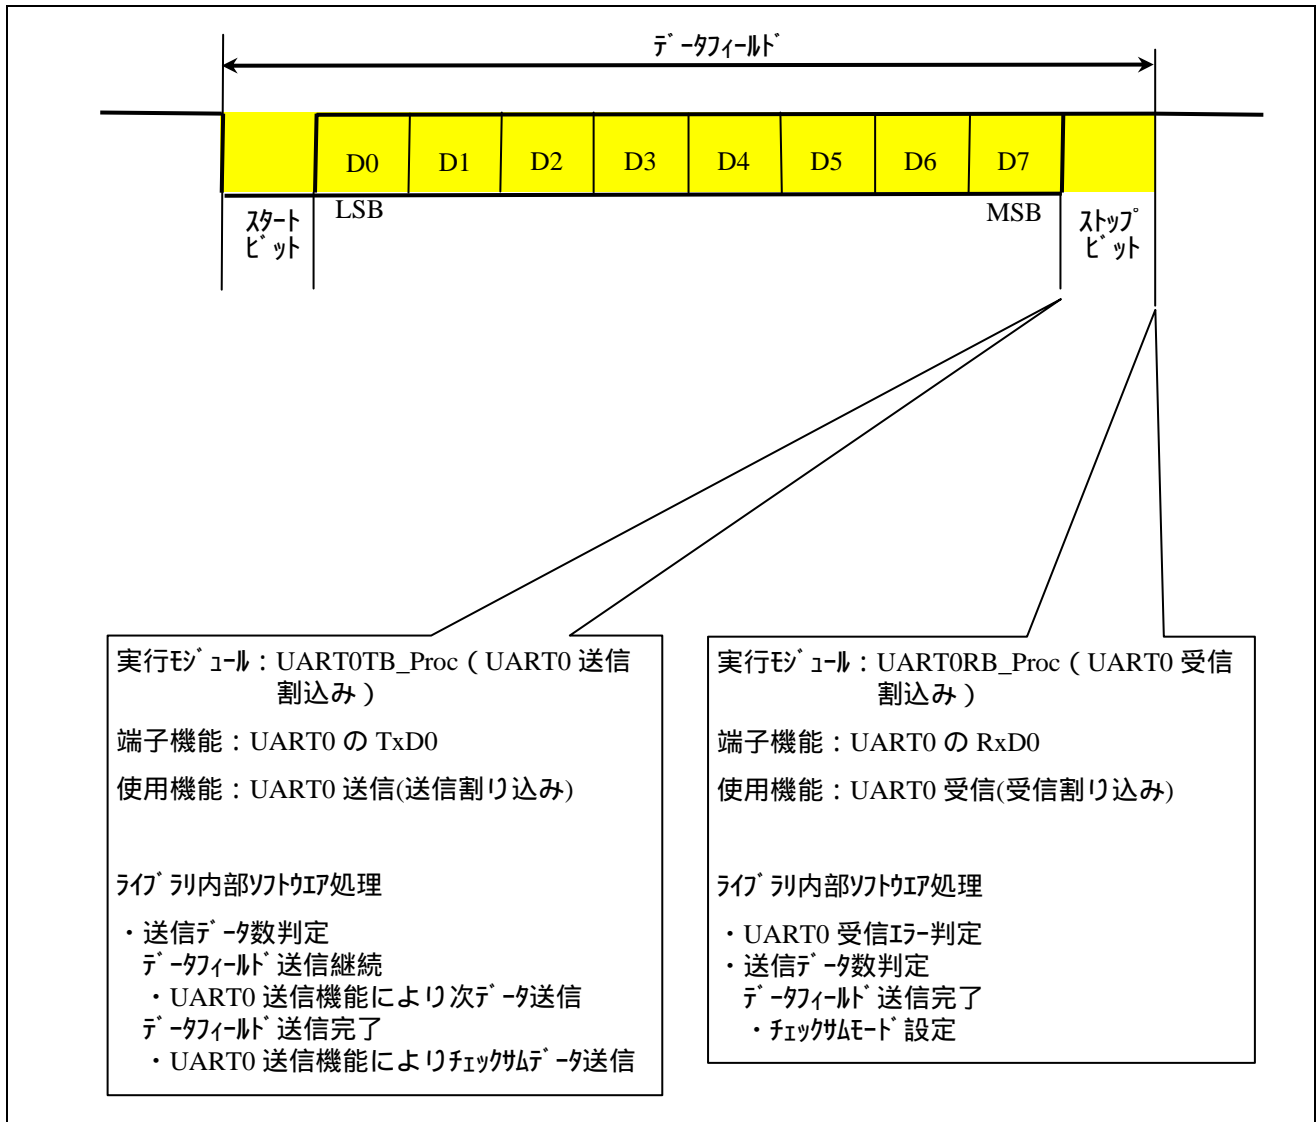 ﾃﾞｰﾀﾌｨｰﾙﾄﾞ
D0 D1 D2 D3 D4 D5 D6 D7
LSB MSB
ｽﾀｰﾄ
ﾋﾞｯﾄ
ｽﾄｯﾌﾟ
ﾋﾞｯﾄ
実行ﾓｼﾞｭｰﾙ：UART0TB_Proc（UART0 送信
割込み）
端子機能：UART0 の TxD0
使用機能：UART0 送信(送信割り込み)
ﾗｲﾌﾞﾗﾘ内部ｿﾌﾄｳｴｱ処理
・送信ﾃﾞｰﾀ数判定
ﾃﾞｰﾀﾌｨｰﾙﾄﾞ送信継続
・UART0 送信機能により次ﾃﾞｰﾀ送信
ﾃﾞｰﾀﾌｨｰﾙﾄﾞ送信完了
・UART0 送信機能によりﾁｪｯｸｻﾑﾃﾞｰﾀ送信
実行ﾓｼﾞｭｰﾙ：UART0RB_Proc（UART0 受信
割込み）
端子機能：UART0 の RxD0
使用機能：UART0 受信(受信割り込み)
ﾗｲﾌﾞﾗﾘ内部ｿﾌﾄｳｴｱ処理
・UART0 受信ｴﾗｰ判定
・送信ﾃﾞｰﾀ数判定
ﾃﾞｰﾀﾌｨｰﾙﾄﾞ送信完了
・ﾁｪｯｸｻﾑﾓｰﾄﾞ設定